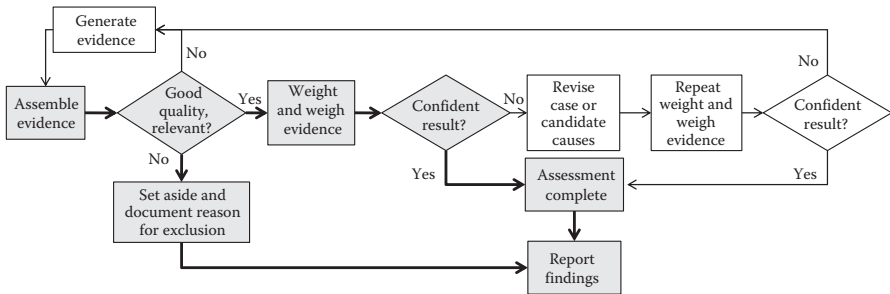 Generate
evidence
No
No
Assemble
evidence
Good
quality,
relevant?
Yes
Weight
and weigh
evidence
Confident
result?
No
Revise
case or
candidate
causes
Repeat
weight and
weigh
evidence
Confident
result?
No
Yes
Yes
Set aside and
document reason
for exclusion
Assessment
complete
Report
findings